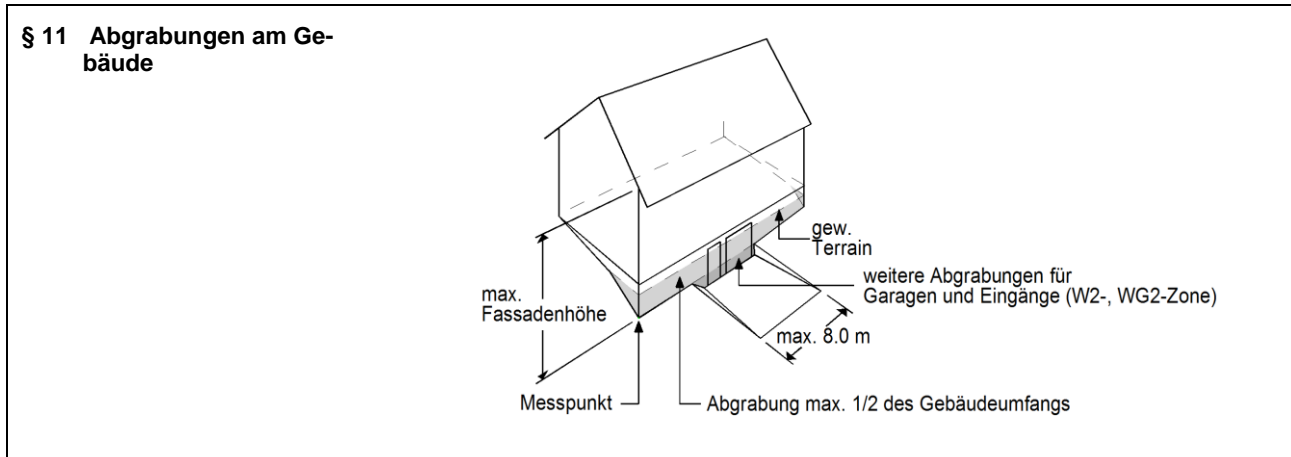 § 11 Abgrabungen am Ge-
bäude
gew.
Terrain
weitere Abgrabungen für
Garagen und Eingänge (W2-, WG2-Zone)
max.
Fassadenhöhe
max. 8.0 m
Messpunkt
Abgrabung max. 1/2 des Gebäudeumfangs